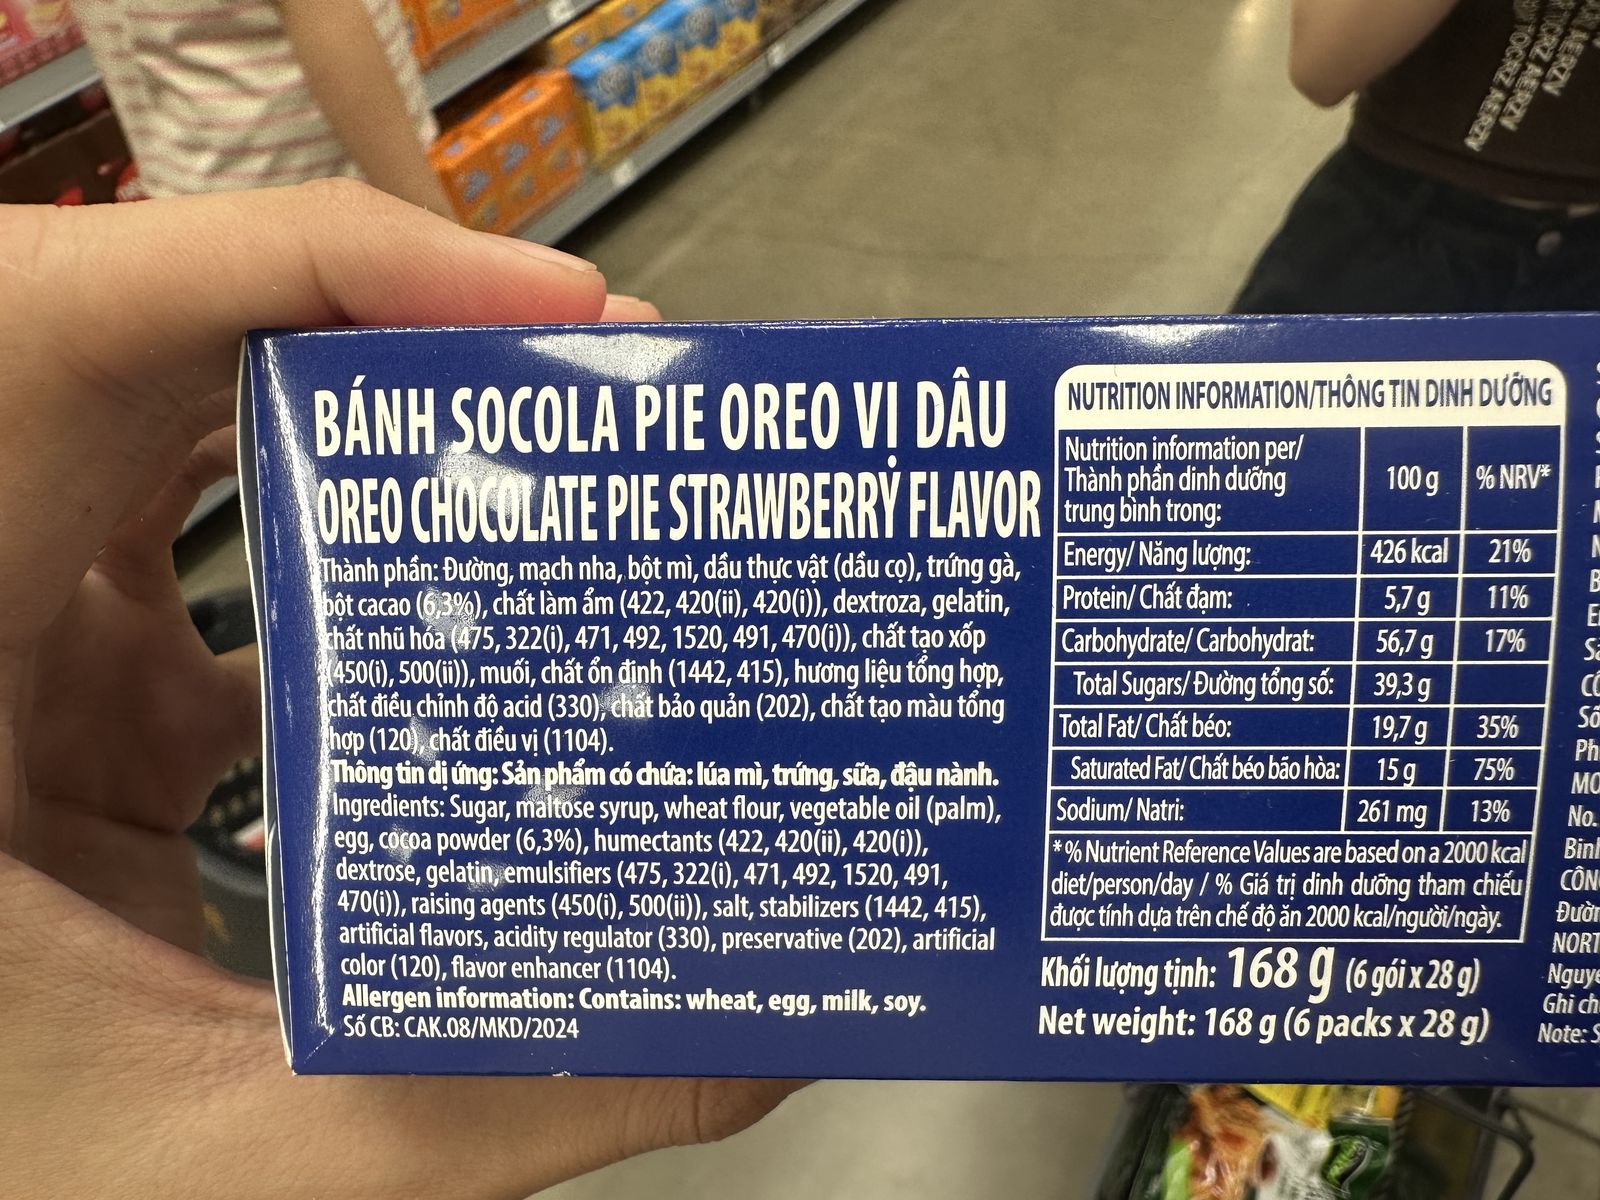 BÁNH SOCOLA PIE OREO VỊ DÂU
OREO CHOCOLATE PIE STRAWBERRY FLAVOR
Thành phần: Đường, mạch nha, bột mì, dầu thực vật (dầu cọ), trứng gà,
bột cacao (6,3%), chất làm ẩm (422, 420(ii), 420(i)), dextroza, gelatin,
chất nhũ hóa (475, 322(i), 471, 492, 1520, 491, 470(i)), chất tạo xốp
(450(i), 500(ii)), muối, chất ổn định (1442, 415), hương liệu tổng hợp,
chất điều chỉnh độ acid (330), chất bảo quản (202), chất tạo màu tổng
hợp (120), chất điều vị (1104).
Thông tin dị ứng: Sản phẩm có chứa: lúa mì, trứng, sữa, đậu nành.
Ingredients: Sugar, maltose syrup, wheat flour, vegetable oil (palm),
egg, cocoa powder (6,3%), humectants (422, 420(ii), 420(i)),
dextrose, gelatin, emulsifiers (475, 322(i), 471, 492, 1520, 491,
470(i)), raising agents (450(i), 500(ii)), salt, stabilizers (1442, 415),
artificial flavors, acidity regulator (330), preservative (202), artificial
color (120), flavor enhancer (1104).
Allergen information: Contains: wheat, egg, milk, soy.
Số CB: CAK.08/MKD/2024
NUTRITION INFORMATION/THÔNG TIN DINH DƯỠNG
Nutrition information per/
Thành phần dinh dưỡng
trung bình trong:
100 g % NRV*
Energy/ Năng lượng: 426 kcal 21%
Protein/ Chất đạm: 5,7 g 11%
Carbohydrate/ Carbohydrat: 56,7 g 17%
Total Sugars/ Đường tổng số: 39,3 g
Total Fat/ Chất béo: 19,7 g 35%
Saturated Fat/ Chất béo bão hòa: 15 g 75%
Sodium/ Natri: 261 mg 13%
*% Nutrient Reference Values are based on a 2000 kcal
diet/person/day / % Giá trị dinh dưỡng tham chiếu
được tính dựa trên chế độ ăn 2000 kcal/người/ngày.
Khối lượng tịnh: 168 g (6 gói x 28 g)
Net weight: 168 g (6 packs x 28 g)
No.
Note: